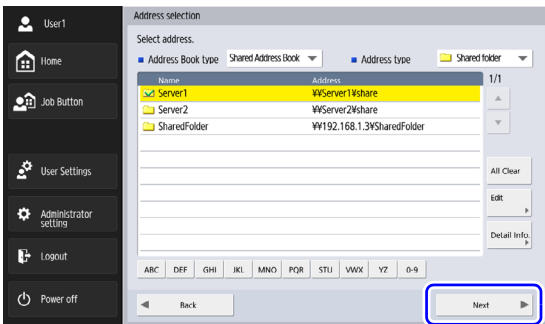 User1
Home
Job Button
User Settings
Administrator
setting
Logout
Power off
Address selection
Select address.
Address Book type Shared Address Book Address type Shared folder
Name Address 1/1
Server1 ¥¥Server1¥share
Server2 ¥¥Server2¥share
SharedFolder ¥¥192.168.1.3¥SharedFolder
All Clear
Edit
Detail Info.
ABC DEF GHI JKL MNO PQR STU VWX YZ 0-9
Back Next